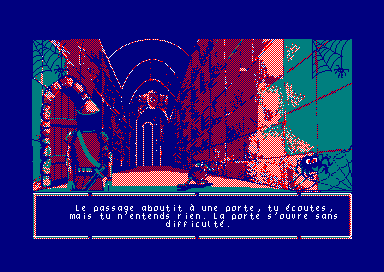 Le passage aboutit à une porte, tu écoutes,
mais tu n'entends rien. La porte s'ouvre sans
difficulté.